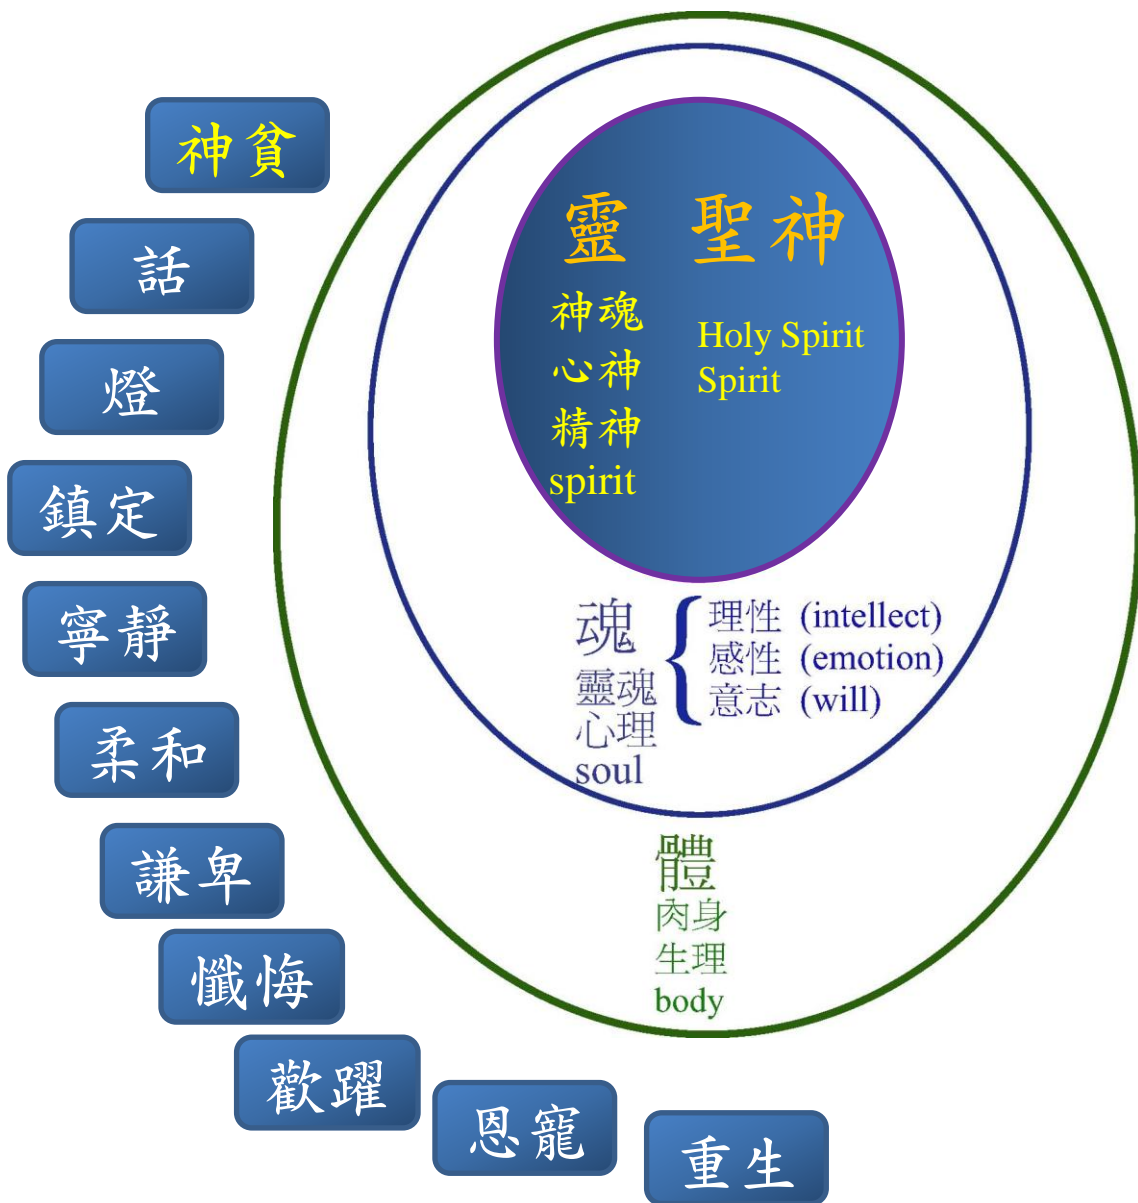 神貧
話
燈
鎮定
寧靜
柔和
謙卑
懺悔
歡躍
恩寵
重生
靈 聖神
神魂
心神
精神
spirit
Holy Spirit
Spirit
魂
靈魂
心理
soul
理性 (intellect)
感性 (emotion)
意志 (will)
體
肉身
生理
body